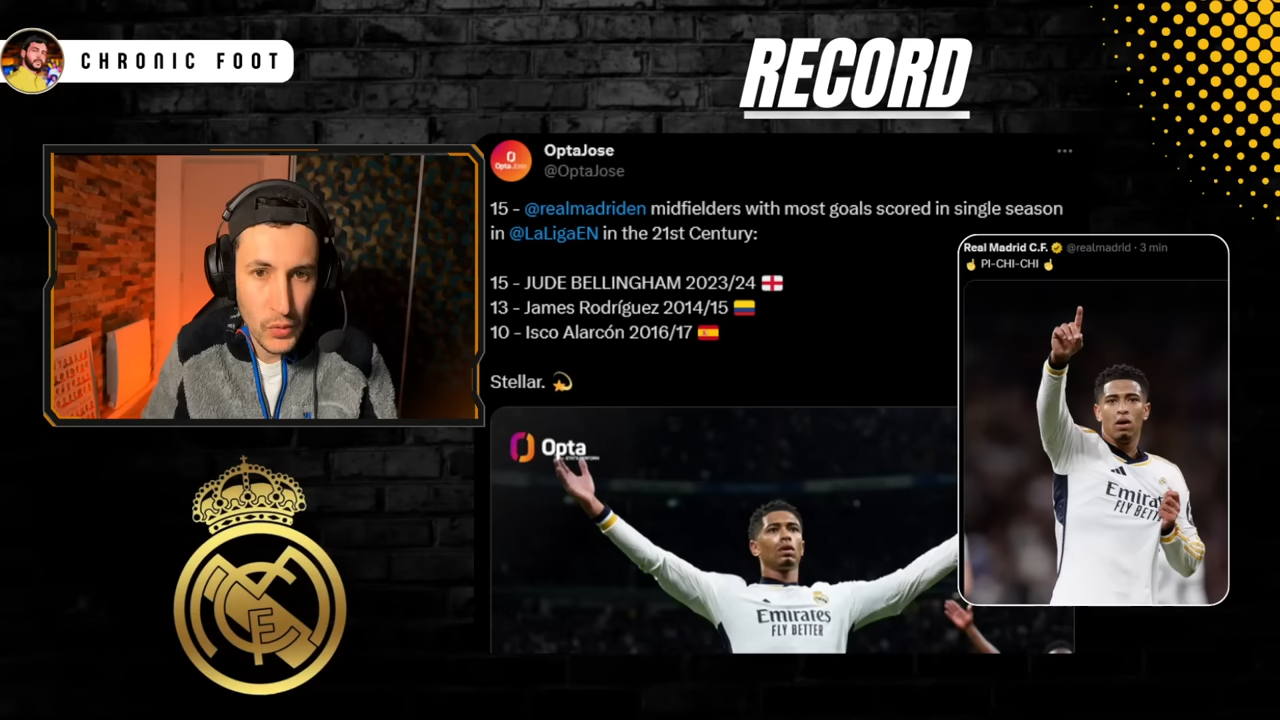 CHRONIC FOOT
RECORD
OptaJose
@OptaJose
15 - @realmadriden midfielders with most goals scored in single season
in @LaLigaEN in the 21st Century:
15 - JUDE BELLINGHAM 2023/24 🏴󠁧󠁢󠁥󠁮󠁧󠁿
13 - James Rodríguez 2014/15 🇨🇴
10 - Isco Alarcón 2016/17 🇪🇸
Stellar. 💫
Opta
Emirates
FLY BETTER
Real Madrid C.F. @realmadrid · 3 min
☝ PI-CHI-CHI ☝
Emirat
FLY BETT